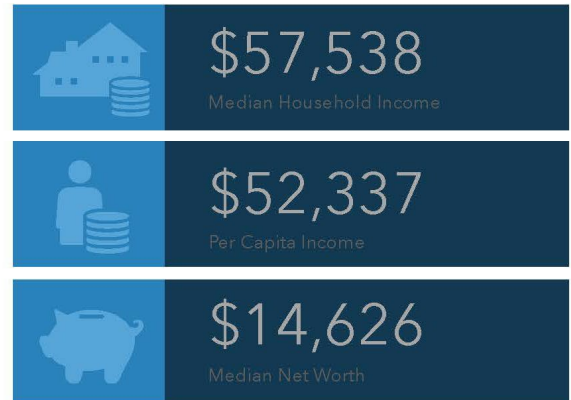 $57,538
Median Household Income
$52,337
Per Capita Income
$14,626
Median Net Worth